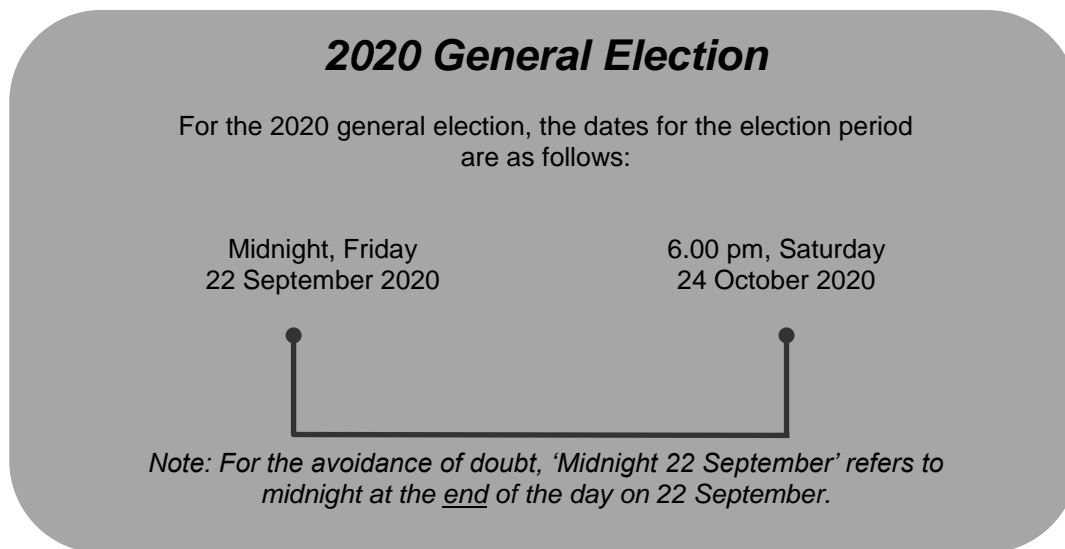 2020 General Election
For the 2020 general election, the dates for the election period
are as follows:
Midnight, Friday
22 September 2020
6.00 pm, Saturday
24 October 2020
Note: For the avoidance of doubt, ‘Midnight 22 September’ refers to
midnight at the end of the day on 22 September.